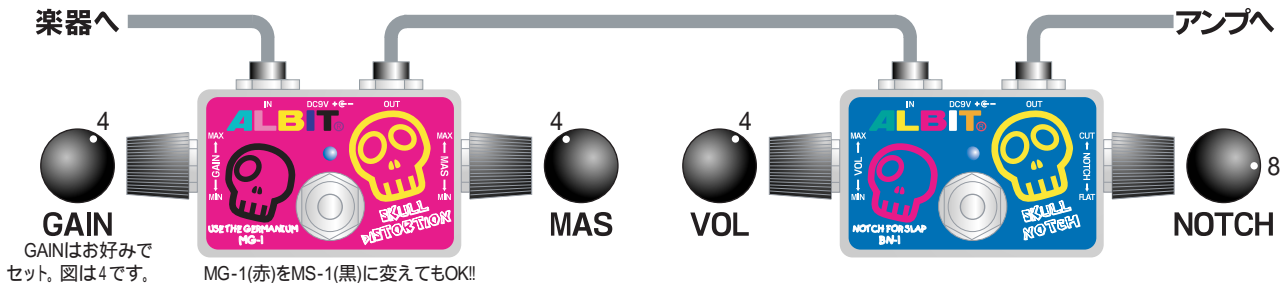 楽器へ
アンプへ
IN
DC9V
OUT
ALBIT®
MAX
GAIN
MIN
MAX
MAS
MIN
USE THE GERMANIUM
MG-1
SKULL
DISTORTION
4
GAIN
GAINはお好みで
セット。図は4です。
MG-1(赤)をMS-1(黒)に変えてもOK!!
4
MAS
4
VOL
IN
DC9V
OUT
ALBIT®
MAX
VOL
MIN
CUT
NOTCH
FLAT
NOTCH FOR SLAP
BN-1
SKULL
NOTCH
8
NOTCH